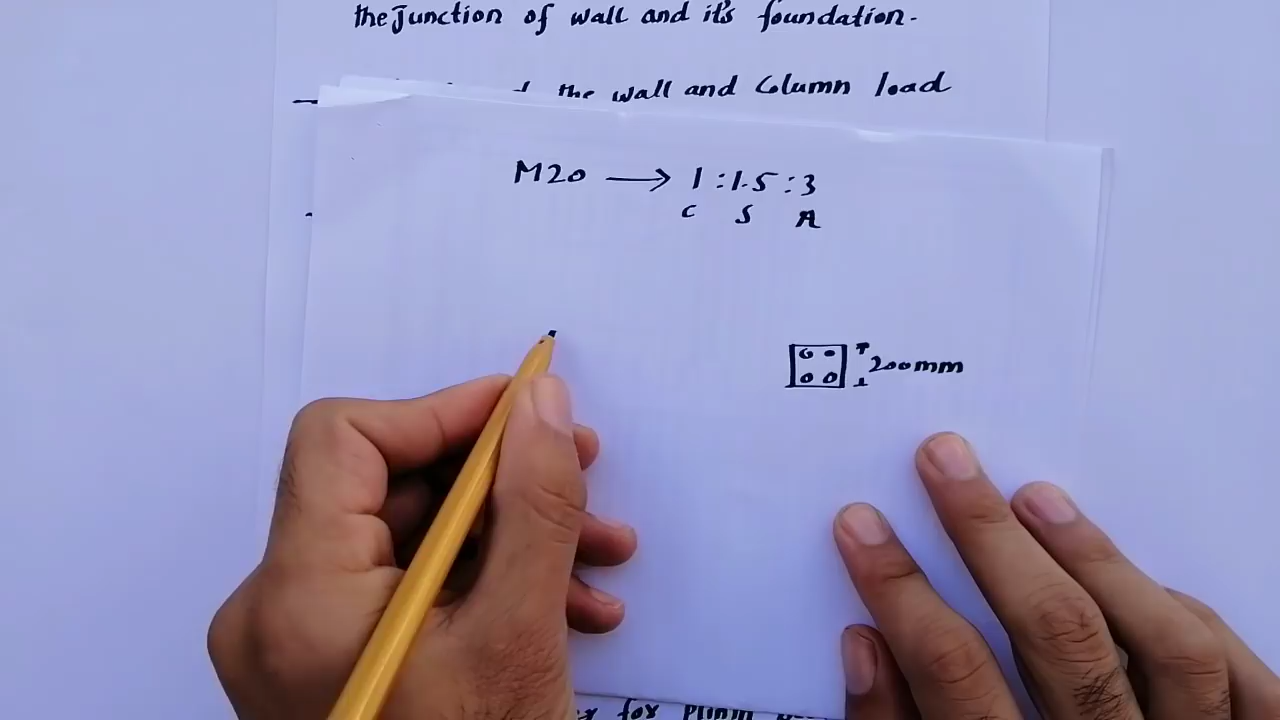 the Junction of wall and it's foundation.
the wall and Column load
M20 → 1 : 1.5 : 3
C S A
200mm
for Plinth